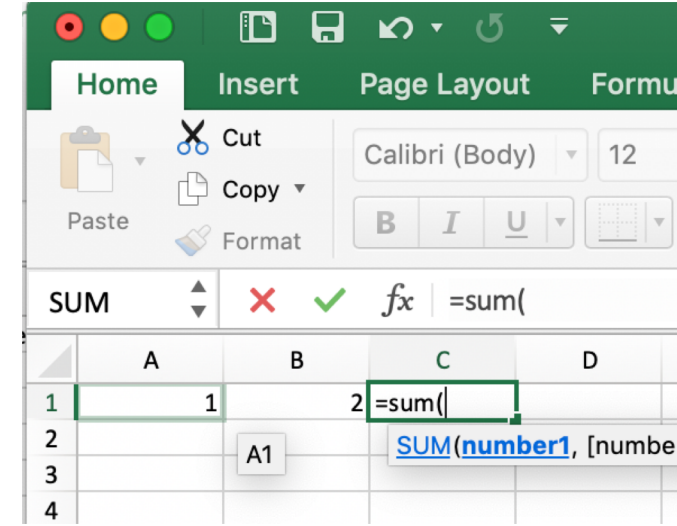 Home Insert Page Layout Formu
Cut
Calibri (Body) 12
Copy
Paste
B I U
Format
SUM fx =sum(
A B C D
1 1 2 =sum(
2 A1 SUM(number1, [numbe
3
4